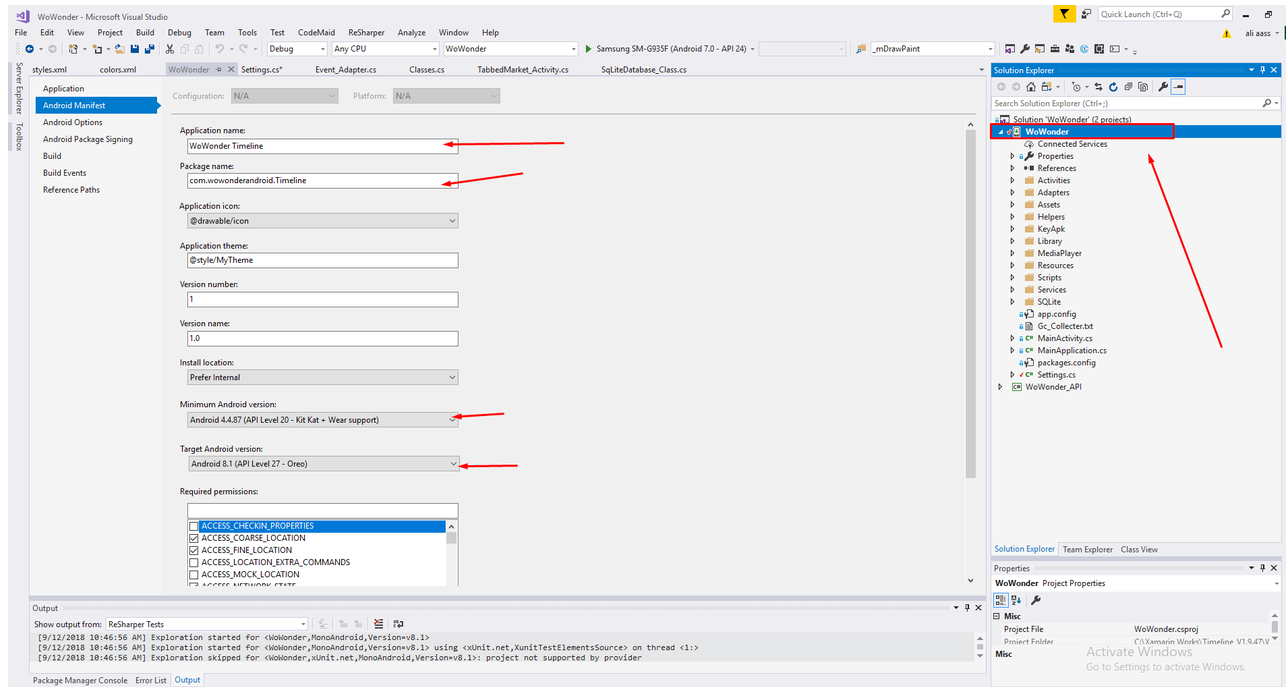 WoWonder - Microsoft Visual Studio
Quick Launch (Ctrl+Q)
File Edit View Project Build Debug Team Tools Test CodeMaid ReSharper Analyze Window Help
ali aass
Debug Any CPU WoWonder Samsung SM-G935F (Android 7.0 - API 24) _mDrawPaint
Server Explorer
Toolbox
styles.xml colors.xml WoWonder Settings.cs* Event_Adapter.cs Classes.cs TabbedMarket_Activity.cs SqLiteDatabase_Class.cs
Application
Android Manifest
Android Options
Android Package Signing
Build
Build Events
Reference Paths
Configuration: N/A Platform: N/A
Application name:
WoWonder Timeline
Package name:
com.wowonderandroid.Timeline
Application icon:
@drawable/icon
Application theme:
@style/MyTheme
Version number:
1
Version name:
1.0
Install location:
Prefer Internal
Minimum Android version:
Android 4.4.87 (API Level 20 - Kit Kat + Wear support)
Target Android version:
Android 8.1 (API Level 27 - Oreo)
Required permissions:
ACCESS_CHECKIN_PROPERTIES
ACCESS_COARSE_LOCATION
ACCESS_FINE_LOCATION
ACCESS_LOCATION_EXTRA_COMMANDS
ACCESS_MOCK_LOCATION
ACCESS_NETWORK_STATE
Solution Explorer
Search Solution Explorer (Ctrl+;)
Solution 'WoWonder' (2 projects)
WoWonder
Connected Services
Properties
References
Activities
Adapters
Assets
Helpers
KeyApk
Library
MediaPlayer
Resources
Scripts
Services
SQLite
app.config
Gc_Collecter.txt
MainActivity.cs
MainApplication.cs
packages.config
Settings.cs
WoWonder_API
Solution Explorer Team Explorer Class View
Properties
WoWonder Project Properties
Misc
Project File WoWonder.csproj
Project Folder C:\Xamarin Works\Timeline_V1.9.47\W
Misc
Activate Windows
Go to Settings to activate Windows.
Output
Show output from: ReSharper Tests
[9/12/2018 10:46:56 AM] Exploration started for <WoWonder,MonoAndroid,Version=v8.1>
[9/12/2018 10:46:56 AM] Exploration started for <WoWonder,MonoAndroid,Version=v8.1> using <xUnit.net,XunitTestElementsSource> on thread <1:>
[9/12/2018 10:46:56 AM] Exploration skipped for <WoWonder,xUnit.net,MonoAndroid,Version=v8.1>: project not supported by provider
Package Manager Console Error List Output